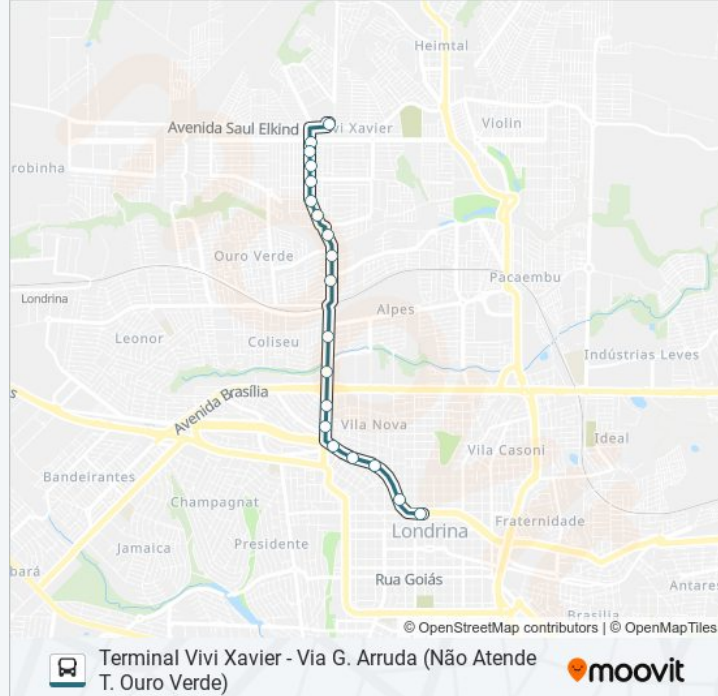 Heimtal
Avenida Saul Elkind
vi Xavier
Violin
robinha
Ouro Verde
Pacaembu
Londrina
Alpes
Leonor
Coliseu
Indústrias Leves
s
Avenida Brasília
Vila Nova
Ideal
Vila Casoni
Bandeirantes
Champagnat
Londrina
Fraternidade
Jamaica
Presidente
bará
Rua Goiás
Antares
Brasilia
© OpenStreetMap contributors | © OpenMapTiles
Terminal Vivi Xavier - Via G. Arruda (Não Atende
T. Ouro Verde)
moovit